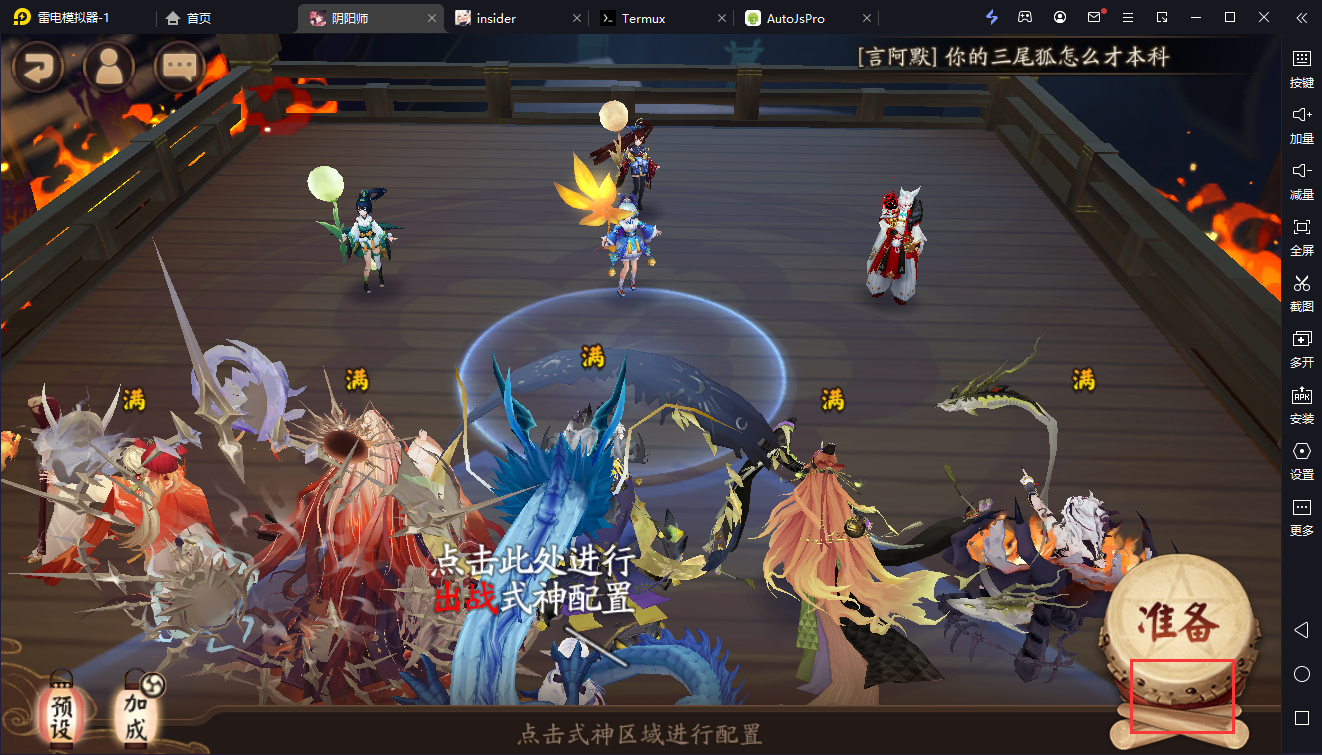 雷电模拟器-1
首页
阴阳师
insider
Termux
AutoJsPro
[言阿默] 你的三尾狐怎么才本科
按键
加量
减量
全屏
截图
多开
APK
安装
设置
更多
满
满
满
满
满
点击此处进行
出战式神配置
准备
预设
加成
点击式神区域进行配置